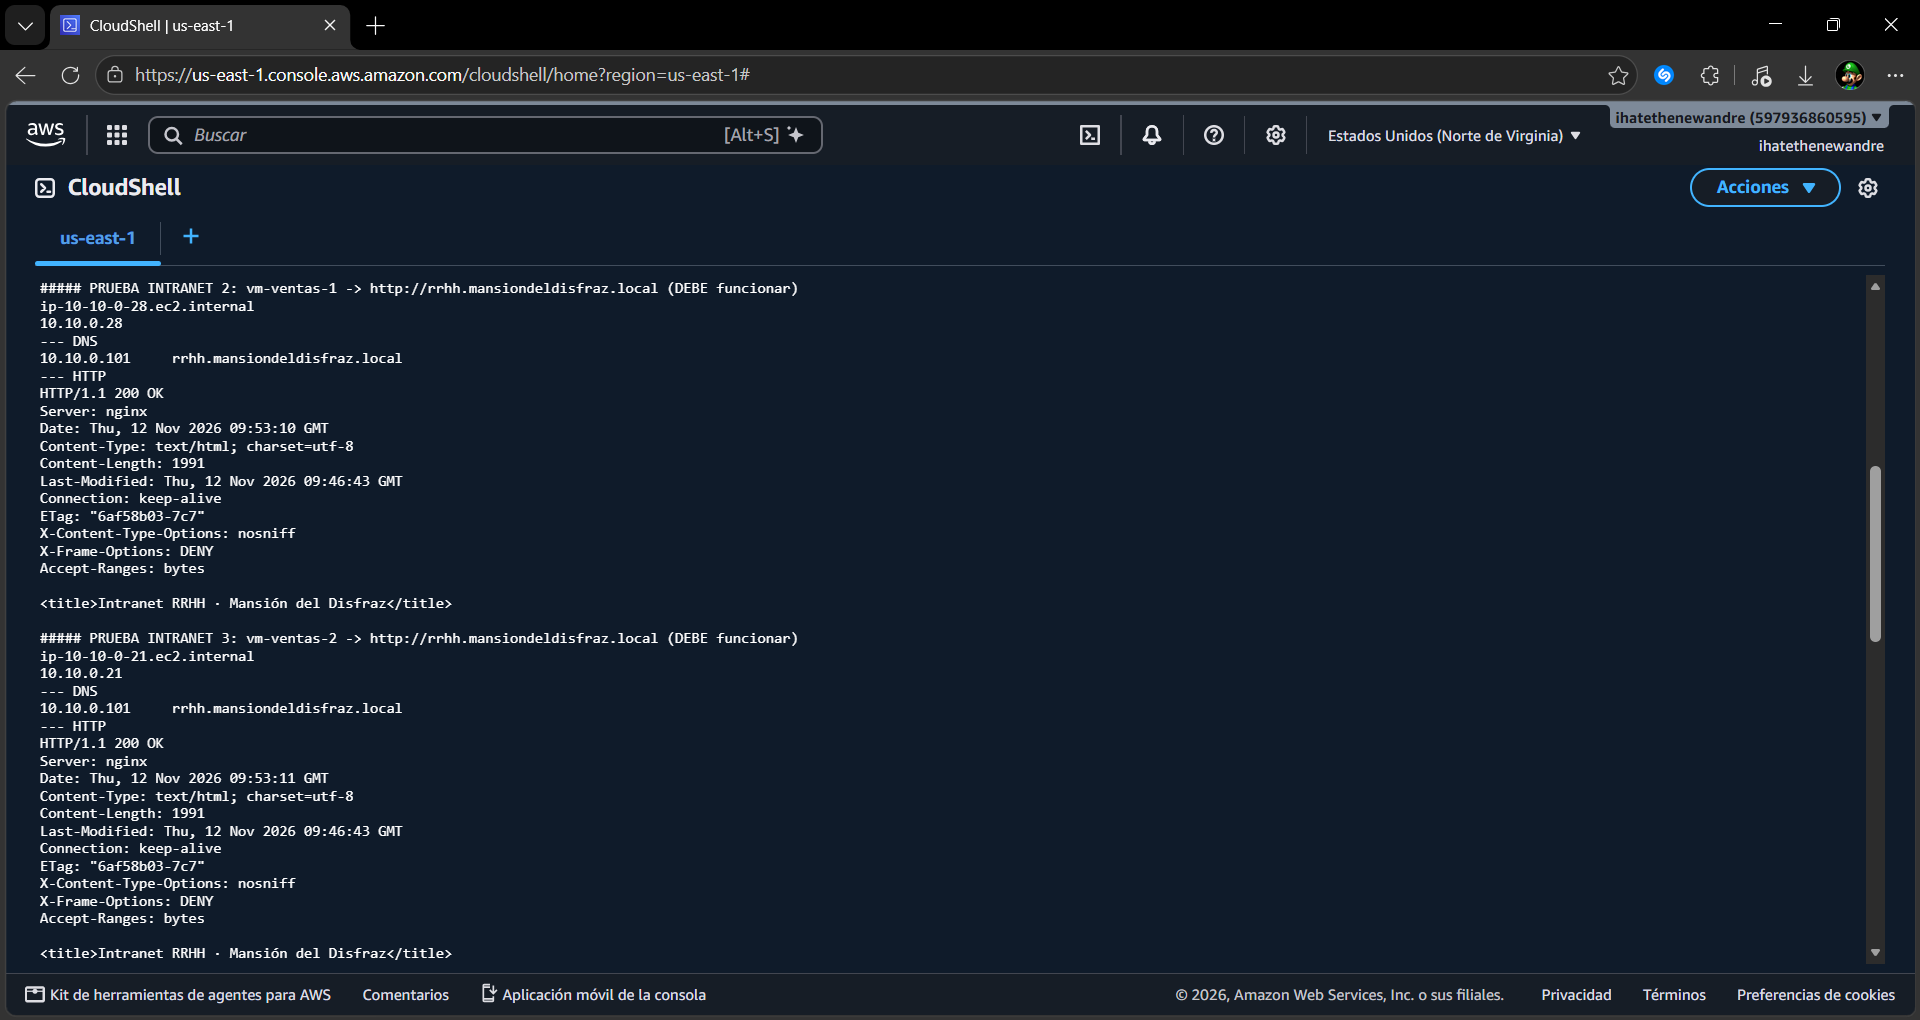 CloudShell | us-east-1
https://us-east-1.console.aws.amazon.com/cloudshell/home?region=us-east-1#
aws
Buscar
[Alt+S]
Estados Unidos (Norte de Virginia)
ihatethenewandre (597936860595)
ihatethenewandre
CloudShell
Acciones
us-east-1
##### PRUEBA INTRANET 2: vm-ventas-1 -> http://rrhh.mansiondeldisfraz.local (DEBE funcionar)
ip-10-10-0-28.ec2.internal
10.10.0.28
--- DNS
10.10.0.101     rrhh.mansiondeldisfraz.local
--- HTTP
HTTP/1.1 200 OK
Server: nginx
Date: Thu, 12 Nov 2026 09:53:10 GMT
Content-Type: text/html; charset=utf-8
Content-Length: 1991
Last-Modified: Thu, 12 Nov 2026 09:46:43 GMT
Connection: keep-alive
ETag: "6af58b03-7c7"
X-Content-Type-Options: nosniff
X-Frame-Options: DENY
Accept-Ranges: bytes
<title>Intranet RRHH · Mansión del Disfraz</title>
##### PRUEBA INTRANET 3: vm-ventas-2 -> http://rrhh.mansiondeldisfraz.local (DEBE funcionar)
ip-10-10-0-21.ec2.internal
10.10.0.21
--- DNS
10.10.0.101     rrhh.mansiondeldisfraz.local
--- HTTP
HTTP/1.1 200 OK
Server: nginx
Date: Thu, 12 Nov 2026 09:53:11 GMT
Content-Type: text/html; charset=utf-8
Content-Length: 1991
Last-Modified: Thu, 12 Nov 2026 09:46:43 GMT
Connection: keep-alive
ETag: "6af58b03-7c7"
X-Content-Type-Options: nosniff
X-Frame-Options: DENY
Accept-Ranges: bytes
<title>Intranet RRHH · Mansión del Disfraz</title>
Kit de herramientas de agentes para AWS
Comentarios
Aplicación móvil de la consola
© 2026, Amazon Web Services, Inc. o sus filiales.
Privacidad
Términos
Preferencias de cookies